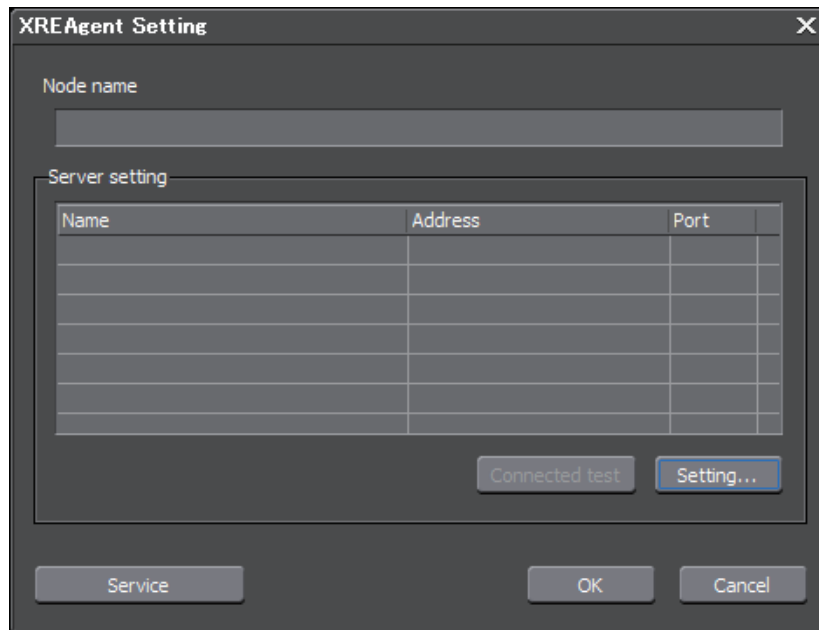 XREAgent Setting
Node name
Server setting
Name Address Port
Connected test Setting...
Service OK Cancel